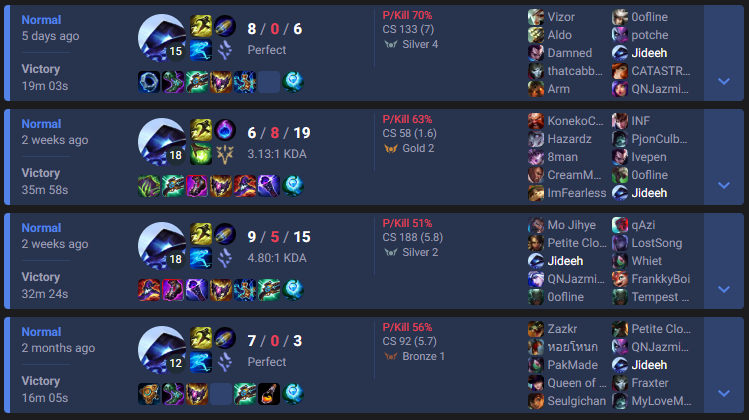 Normal
5 days ago
Victory
19m 03s
15
8 / 0 / 6
Perfect
P/Kill 70%
CS 133 (7)
Silver 4
Vizor
Aldo
Damned
thatcabb...
Arm
0ofline
potche
Jideeh
CATASTR...
QNJazmi...
Normal
2 weeks ago
Victory
35m 58s
18
6 / 8 / 19
3.13:1 KDA
P/Kill 63%
CS 58 (1.6)
Gold 2
KonekoC...
Hazardz
8man
CreamM...
ImFearless
INF
PjonCulb...
Ivepen
0ofline
Jideeh
Normal
2 weeks ago
Victory
32m 24s
18
9 / 5 / 15
4.80:1 KDA
P/Kill 51%
CS 188 (5.8)
Silver 2
Mo Jihye
Petite Clo...
Jideeh
QNJazmi...
0ofline
qAzi
LostSong
Whiet
FrankkyBoi
Tempest ...
Normal
2 months ago
Victory
16m 05s
12
7 / 0 / 3
Perfect
P/Kill 56%
CS 92 (5.7)
Bronze 1
Zazkr
หอยโหนก
PakMade
Queen of ...
Seulgichan
Petite Clo...
QNJazmi...
Jideeh
Fraxter
MyLoveM...